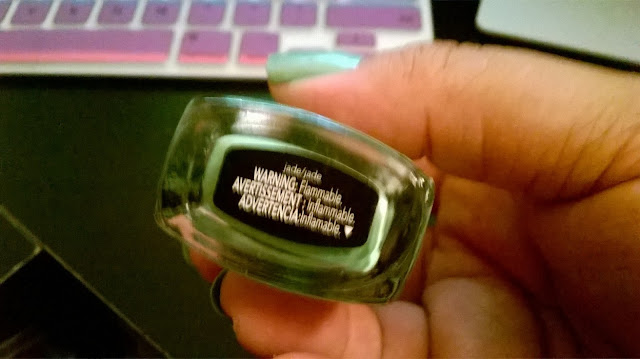 jade/jade
WARNING: Flammable.
AVERTISSEMENT : Inflammable.
ADVERTENCIA:Inflamable.